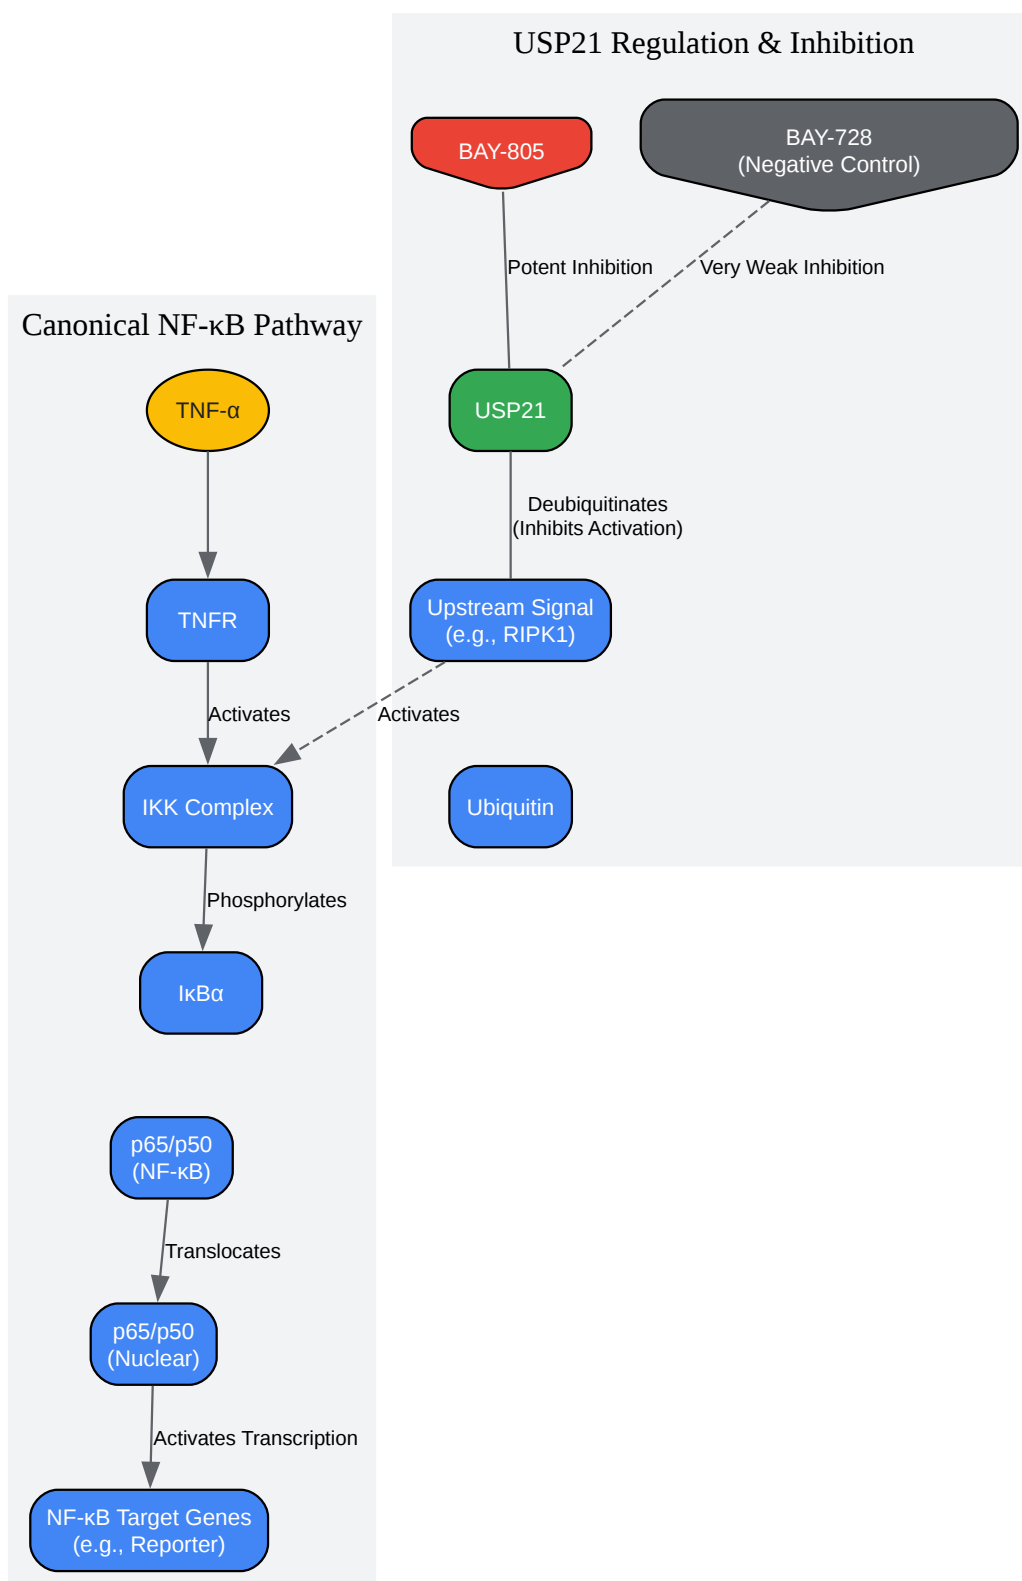 USP21 Regulation & Inhibition
BAY-805
BAY-728
(Negative Control)
Potent Inhibition
Very Weak Inhibition
Canonical NF-κB Pathway
TNF-α
USP21
Deubiquitinates
(Inhibits Activation)
TNFR
Upstream Signal
(e.g., RIPK1)
Activates
Activates
IKK Complex
Ubiquitin
Phosphorylates
IκBα
p65/p50
(NF-κB)
Translocates
p65/p50
(Nuclear)
Activates Transcription
NF-κB Target Genes
(e.g., Reporter)